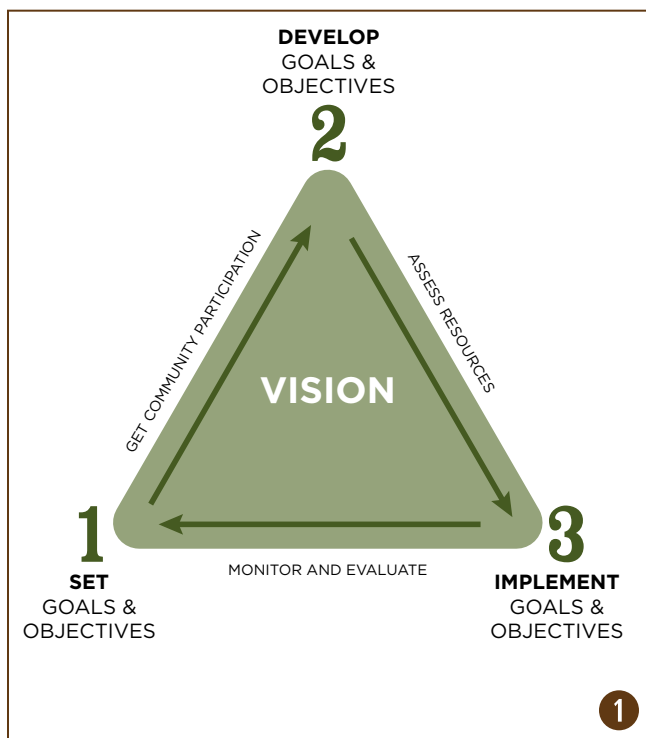 DEVELOP
GOALS &
OBJECTIVES
2
GET COMMUNITY PARTICIPATION
ASSESS RESOURCES
VISION
1
SET
GOALS &
OBJECTIVES
MONITOR AND EVALUATE
3
IMPLEMENT
GOALS &
OBJECTIVES
1